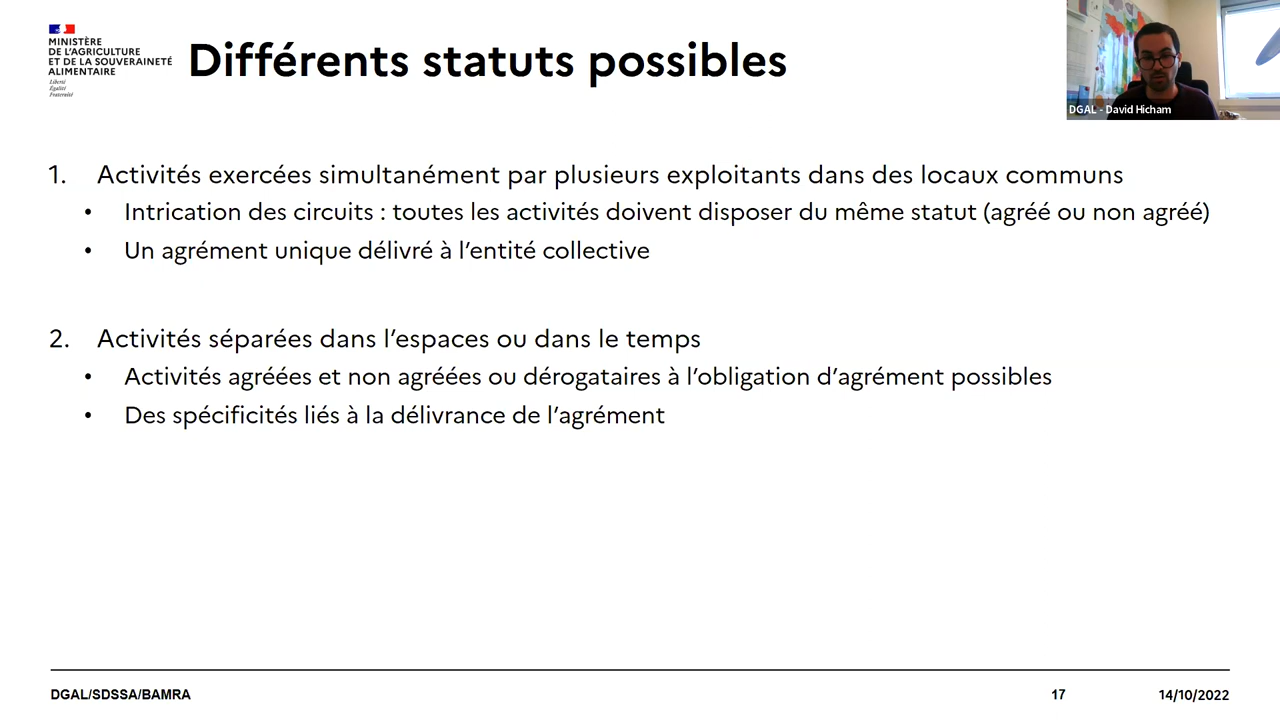 MINISTÈRE
DE L'AGRICULTURE
ET DE LA SOUVERAINETÉ
ALIMENTAIRE
Liberté
Égalité
Fraternité
Différents statuts possibles
DGAL - David Hicham
1. Activités exercées simultanément par plusieurs exploitants dans des locaux communs
• Intrication des circuits : toutes les activités doivent disposer du même statut (agréé ou non agréé)
• Un agrément unique délivré à l'entité collective
2. Activités séparées dans l'espaces ou dans le temps
• Activités agréées et non agréées ou dérogataires à l'obligation d'agrément possibles
• Des spécificités liés à la délivrance de l'agrément
DGAL/SDSSA/BAMRA
17
14/10/2022